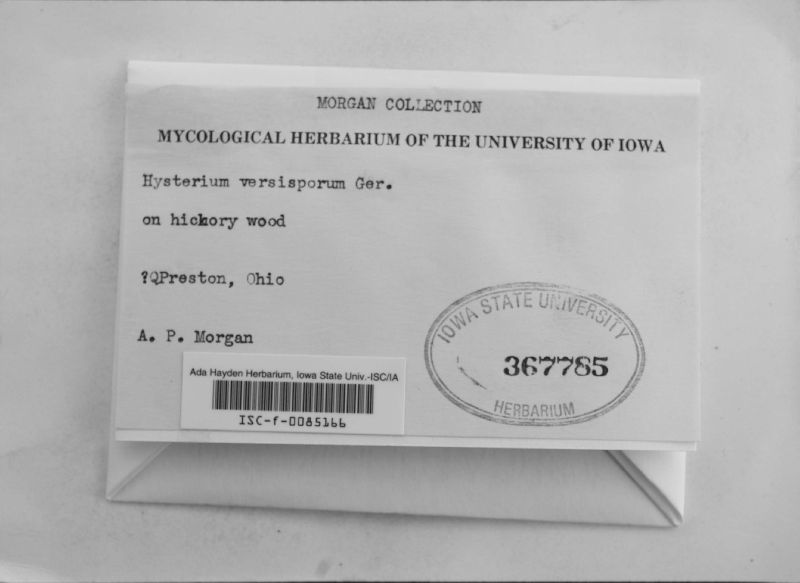 MORGAN COLLECTION
MYCOLOGICAL HERBARIUM OF THE UNIVERSITY OF IOWA
Hysterium versisporum Ger.
on hickory wood
?QPreston, Ohio
A. P. Morgan
IOWA STATE UNIVERSITY
367785
HERBARIUM
Ada Hayden Herbarium, Iowa State Univ.-ISC/IA
ISC-f-0085166